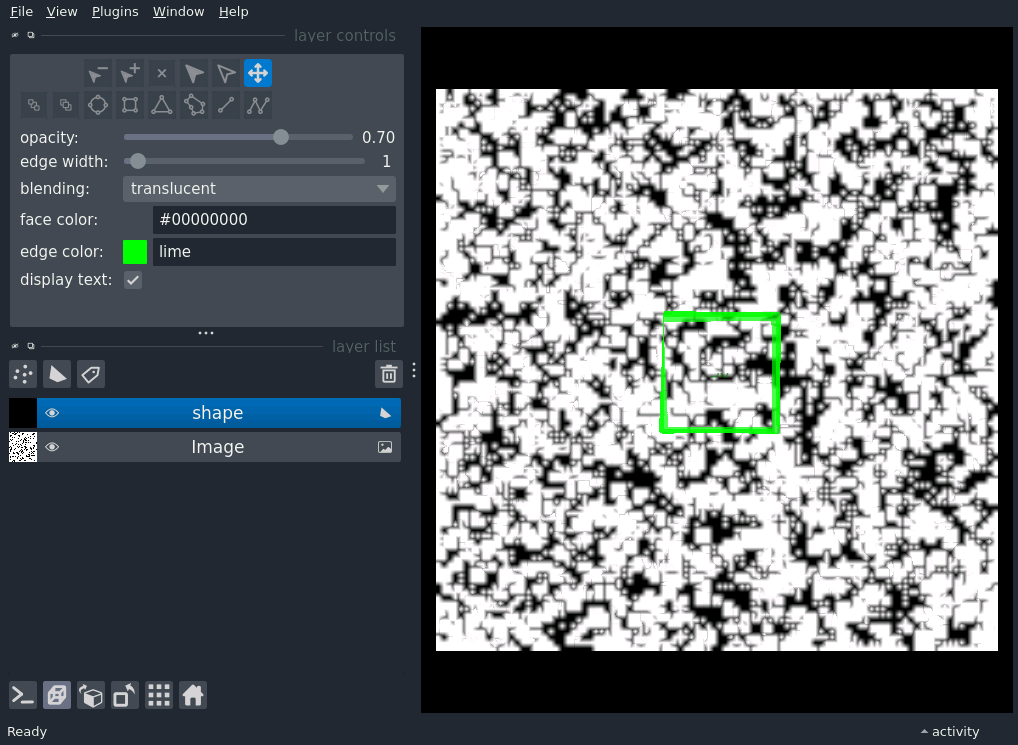 File View Plugins Window Help
layer controls
opacity: 0.70
edge width: 1
blending: translucent
face color: #00000000
edge color: lime
display text:
layer list
shape
Image
Ready activity